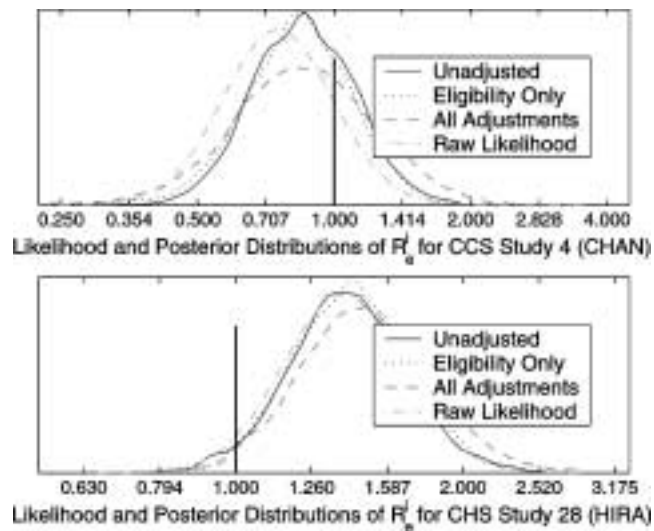 Unadjusted
Eligibility Only
All Adjustments
Raw Likelihood
0.250 0.354 0.500 0.707 1.000 1.414 2.000 2.828 4.000
Likelihood and Posterior Distributions of R_e^i for CCS Study 4 (CHAN)
Unadjusted
Eligibility Only
All Adjustments
Raw Likelihood
0.630 0.794 1.000 1.260 1.587 2.000 2.520 3.175
Likelihood and Posterior Distributions of R_e^i for CHS Study 28 (HIRA)